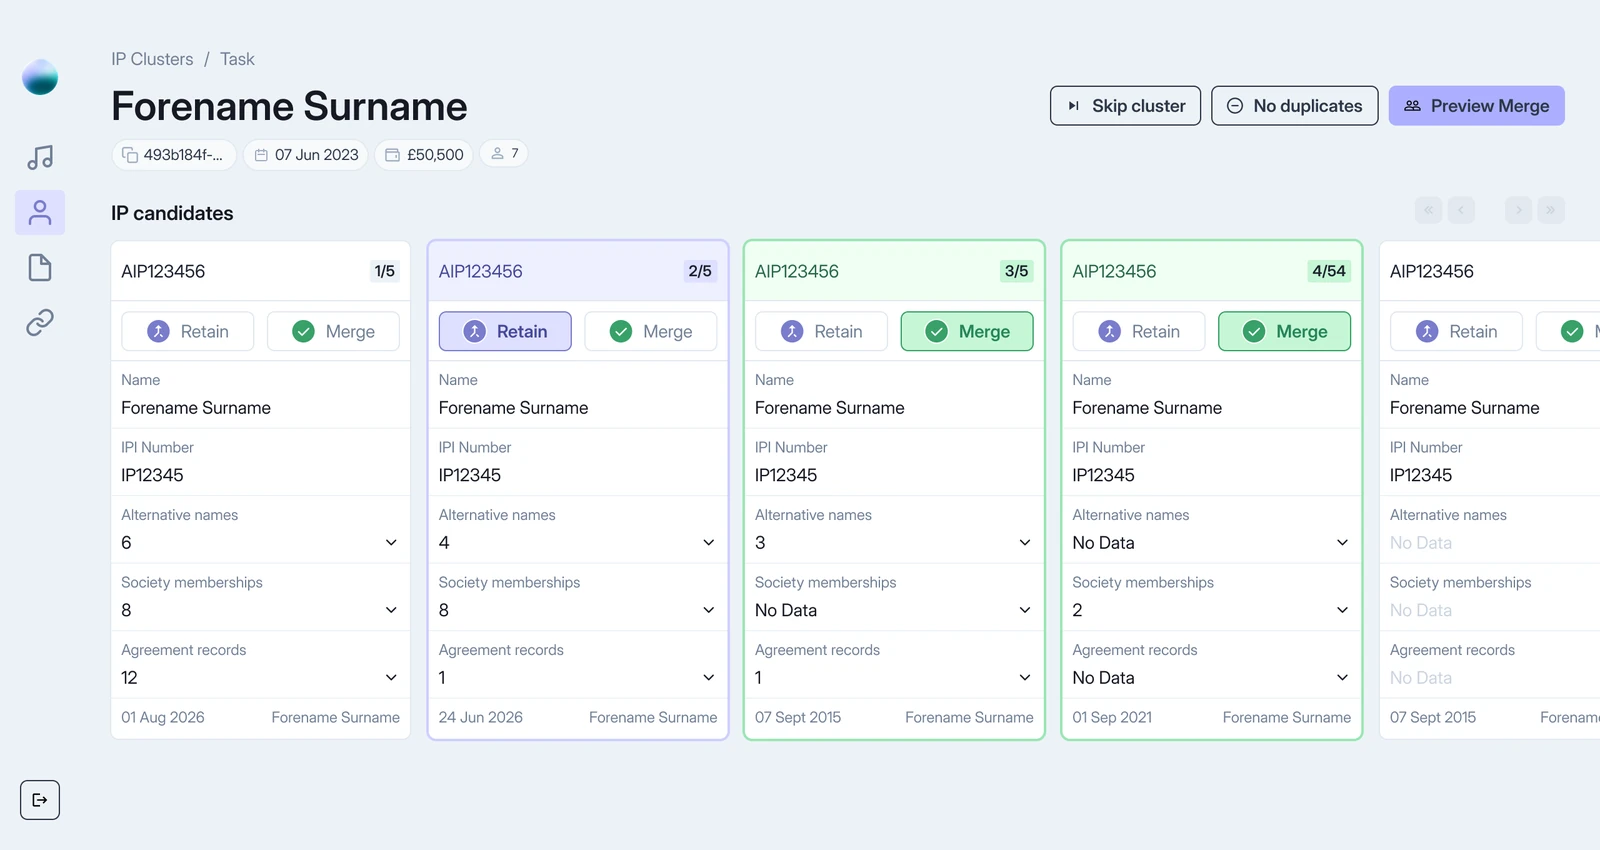 IP Clusters / Task
Forename Surname
Skip cluster
No duplicates
Preview Merge
493b184f-...
07 Jun 2023
£50,500
7
IP candidates
AIP123456 1/5
Retain Merge
Name
Forename Surname
IPI Number
IP12345
Alternative names
6
Society memberships
8
Agreement records
12
01 Aug 2026 Forename Surname
AIP123456 2/5
Retain Merge
Name
Forename Surname
IPI Number
IP12345
Alternative names
4
Society memberships
8
Agreement records
1
24 Jun 2026 Forename Surname
AIP123456 3/5
Retain Merge
Name
Forename Surname
IPI Number
IP12345
Alternative names
3
Society memberships
No Data
Agreement records
1
07 Sept 2015 Forename Surname
AIP123456 4/54
Retain Merge
Name
Forename Surname
IPI Number
IP12345
Alternative names
No Data
Society memberships
2
Agreement records
No Data
01 Sep 2021 Forename Surname
AIP123456
Retain
Name
Forename Surname
IPI Number
IP12345
Alternative names
No Data
Society memberships
No Data
Agreement records
No Data
07 Sept 2015